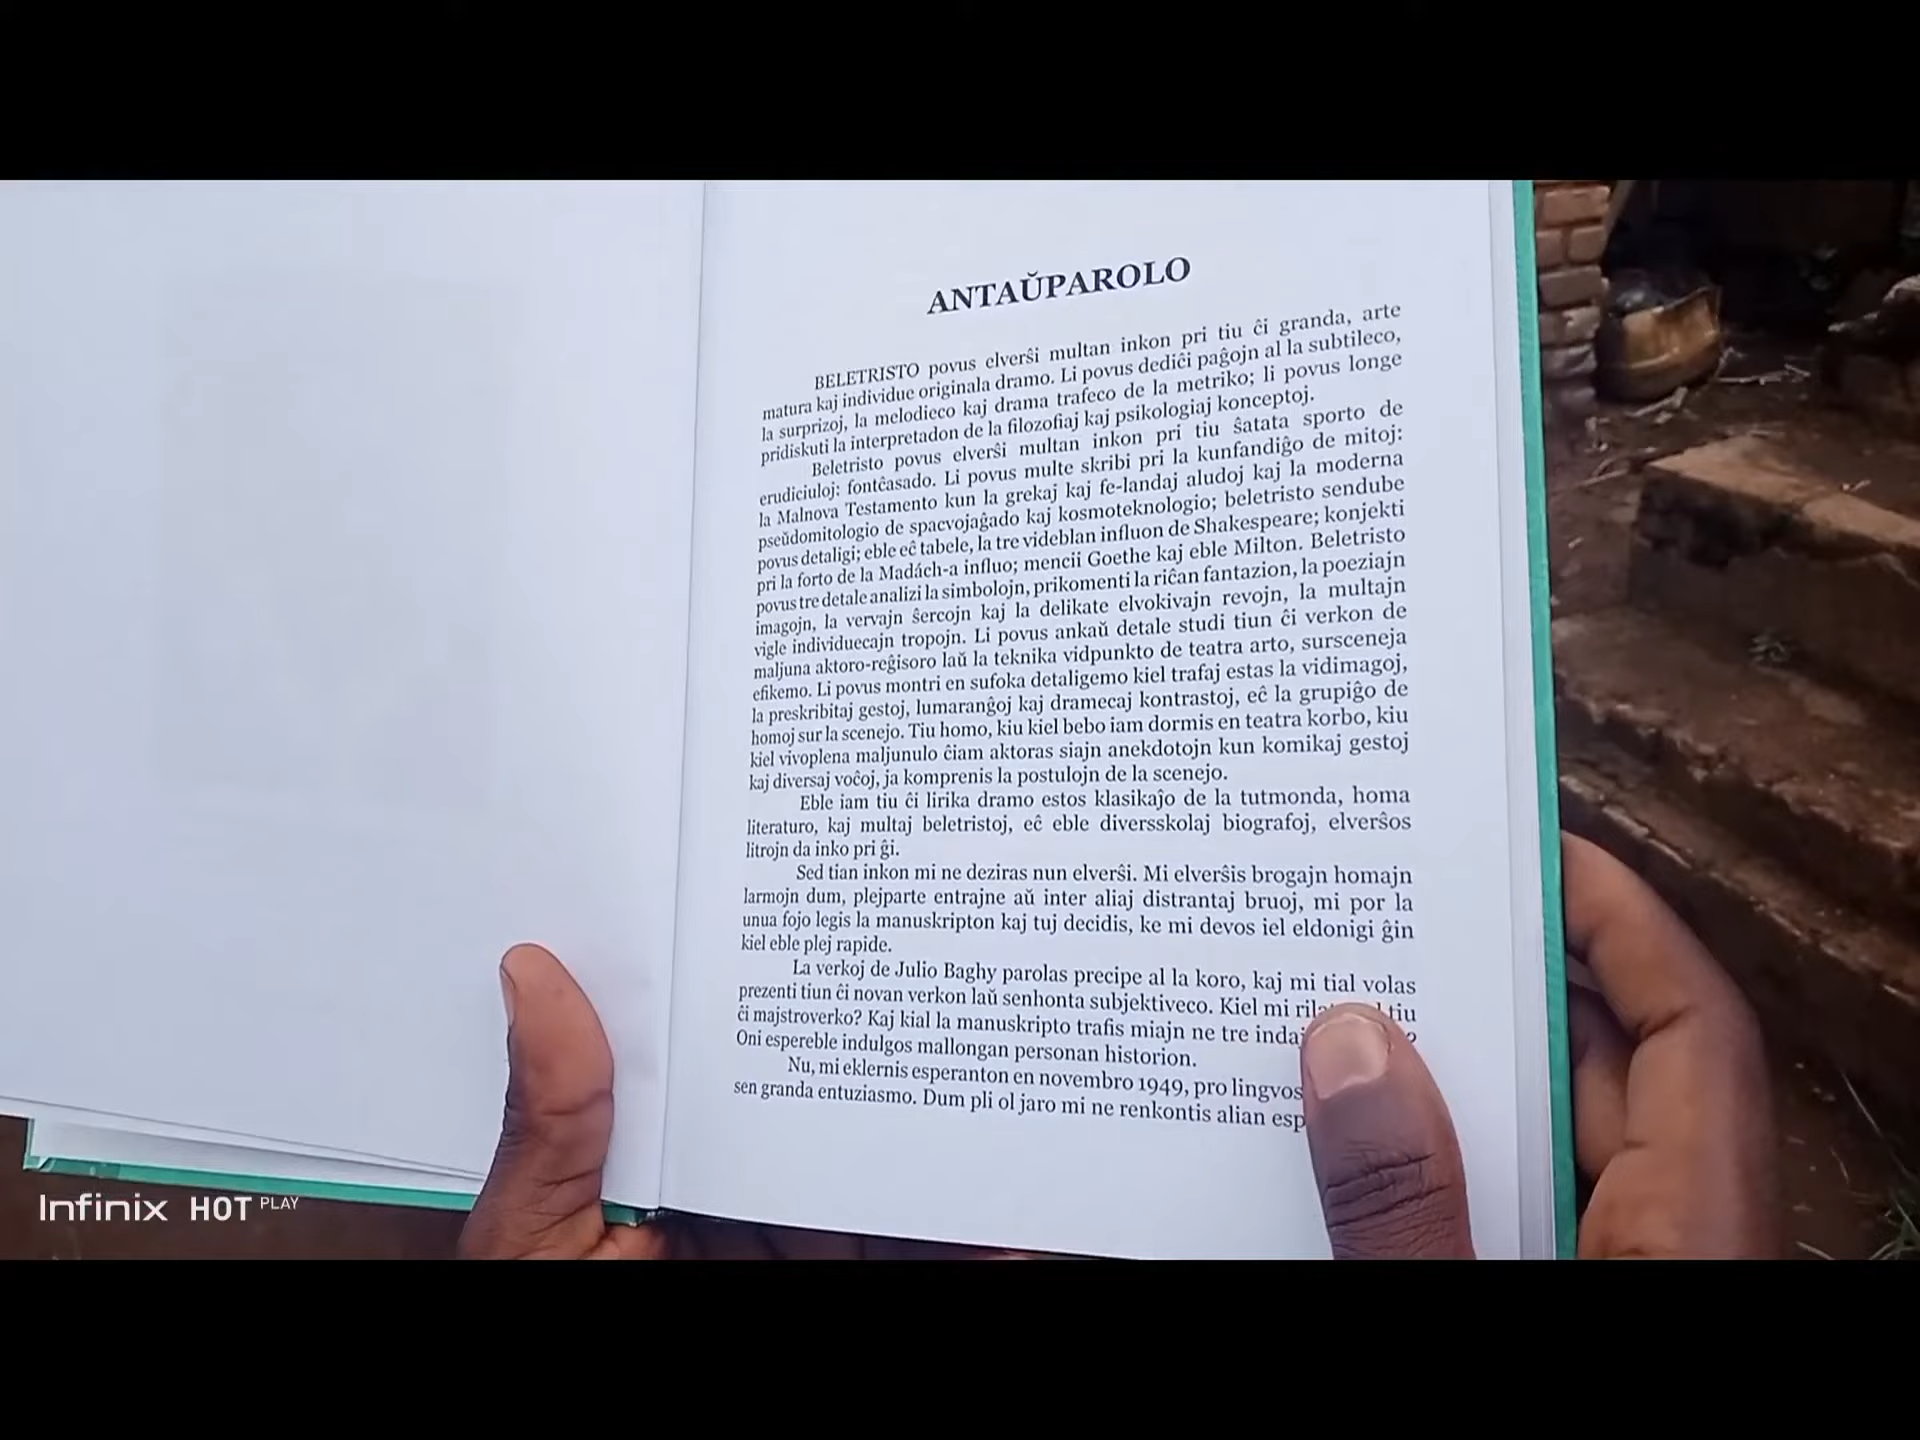 ANTAŬPAROLO
BELETRISTO povus elverŝi multan inkon pri tiu ĉi granda, arte
matura kaj individue originala dramo. Li povus dediĉi paĝojn al la subtileco,
la surprizoj, la melodieco kaj drama trafeco de la metriko; li povus longe
pridiskuti la interpretadon de la filozofiaj kaj psikologiaj konceptoj.
Beletristo povus elverŝi multan inkon pri tiu ŝatata sporto de
erudiciuloj: fontĉasado. Li povus multe skribi pri la kunfandiĝo de mitoj:
la Malnova Testamento kun la grekaj kaj fe-landaj aludoj kaj la moderna
pseŭdomitologio de spacvojaĝado kaj kosmoteknologio; beletristo sendube
povus detaligi; eble eĉ tabele, la tre videblan influon de Shakespeare; konjekti
pri la forto de la Madách-a influo; mencii Goethe kaj eble Milton. Beletristo
povus tre detale analizi la simbolojn, prikomenti la riĉan fantazion, la poeziajn
imagojn, la vervajn ŝercojn kaj la delikate elvokivajn revojn, la multajn
vigle individuecajn tropojn. Li povus ankaŭ detale studi tiun ĉi verkon de
maljuna aktoro-reĝisoro laŭ la teknika vidpunkto de teatra arto, sursceneja
efikemo. Li povus montri en sufoka detaligemo kiel trafaj estas la vidimagoj,
la preskribitaj gestoj, lumaranĝoj kaj dramecaj kontrastoj, eĉ la grupiĝo de
homoj sur la scenejo. Tiu homo, kiu kiel bebo iam dormis en teatra korbo, kiu
kiel vivoplena maljunulo ĉiam aktoras siajn anekdotojn kun komikaj gestoj
kaj diversaj voĉoj, ja komprenis la postulojn de la scenejo.
Eble iam tiu ĉi lirika dramo estos klasikaĵo de la tutmonda, homa
literaturo, kaj multaj beletristoj, eĉ eble diversskolaj biografoj, elverŝos
litrojn da inko pri ĝi.
Sed tian inkon mi ne deziras nun elverŝi. Mi elverŝis brogajn homajn
larmojn dum, plejparte entrajne aŭ inter aliaj distrantaj bruoj, mi por la
unua fojo legis la manuskripton kaj tuj decidis, ke mi devos iel eldonigi ĝin
kiel eble plej rapide.
La verkoj de Julio Baghy parolas precipe al la koro, kaj mi tial volas
prezenti tiun ĉi novan verkon laŭ senhonta subjektiveco. Kiel mi tiu
ĉi majstroverko? Kaj kial la manuskripto trafis miajn ne tre
Oni espereble indulgos mallongan personan historion.
Nu, mi eklernis esperanton en novembro 1949, pro
sen granda entuziasmo. Dum pli ol jaro mi ne renkontis alian
Infinix HOT PLAY